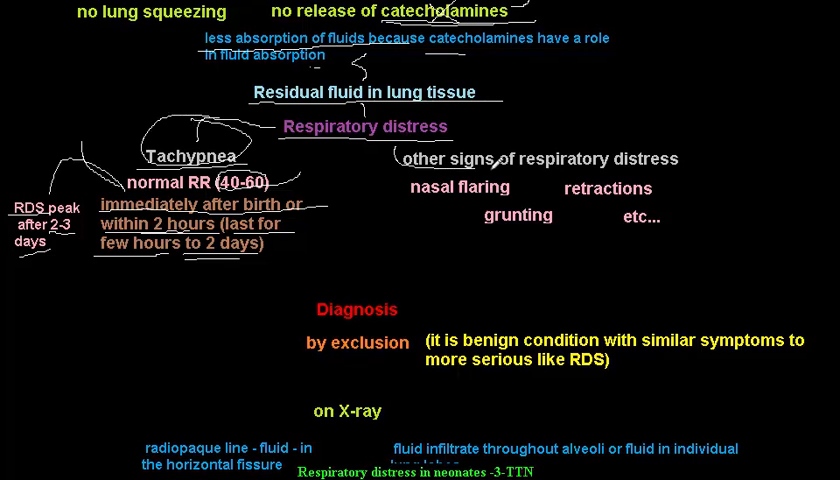 no lung squeezing
no release of catecholamines
less absorption of fluids because catecholamines have a role
in fluid absorption
Residual fluid in lung tissue
Respiratory distress
Tachypnea
normal RR (40-60)
immediately after birth or
within 2 hours (last for
few hours to 2 days)
RDS peak
after 2-3
days
other signs of respiratory distress
nasal flaring
retractions
grunting
etc...
Diagnosis
by exclusion
(it is benign condition with similar symptoms to
more serious like RDS)
on X-ray
radiopaque line - fluid - in
the horizontal fissure
fluid infiltrate throughout alveoli or fluid in individual
Respiratory distress in neonates -3-TTN